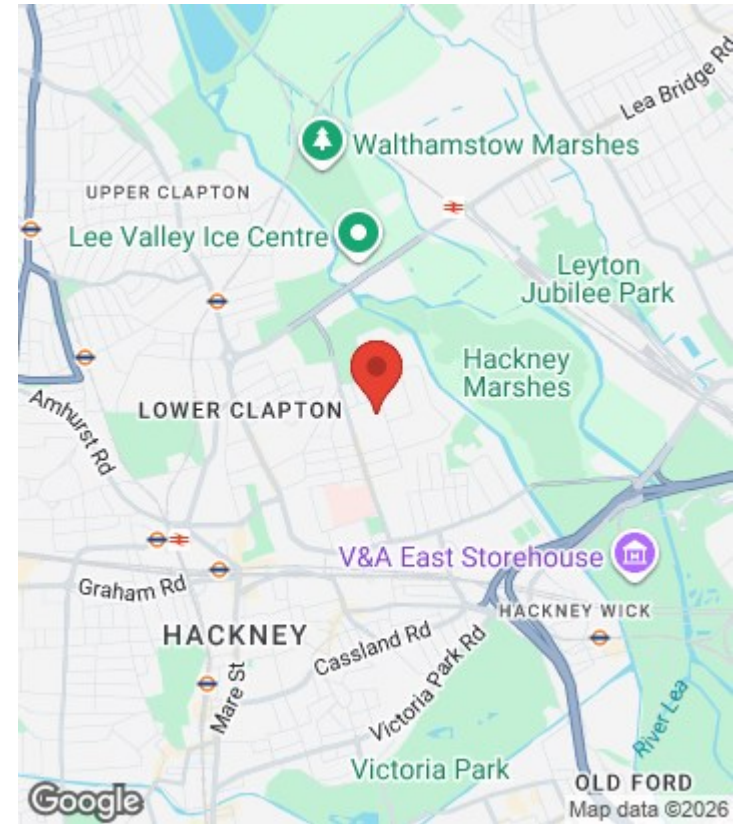 Lea Bridge Rd
Walthamstow Marshes
UPPER CLAPTON
Lee Valley Ice Centre
Leyton
Jubilee Park
Hackney
Marshes
LOWER CLAPTON
Amhurst Rd
V&A East Storehouse
Graham Rd
HACKNEY WICK
HACKNEY
Cassland Rd
Mare St
Victoria Park Rd
River Lea
Victoria Park
OLD FORD
Google
Map data ©2026